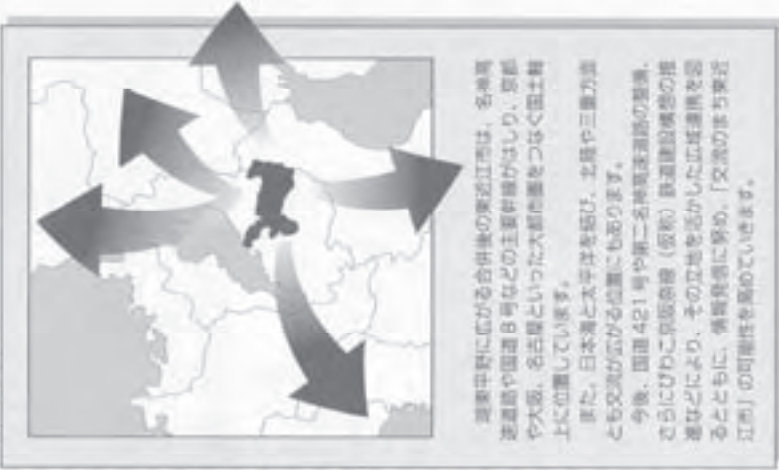 湖東平野に広がる合併後の東近江市は、名神高
速道路や国道8号などの主要幹線がはしり、京都
や大阪、名古屋といった大都市圏をつなぐ国土軸
上に位置しています。
また、日本海と太平洋を結び、北陸や三重方面
とも交流が広がる位置にもあります。
今後、国道421号や第二名神高速道路の整備、
さらにびわこ京阪奈線（仮称）鉄道建設構想の推
進などにより、その立地を活かした広域連携を図
るとともに、情報発信に努め、「交流のまち東近
江市」の可能性を高めていきます。